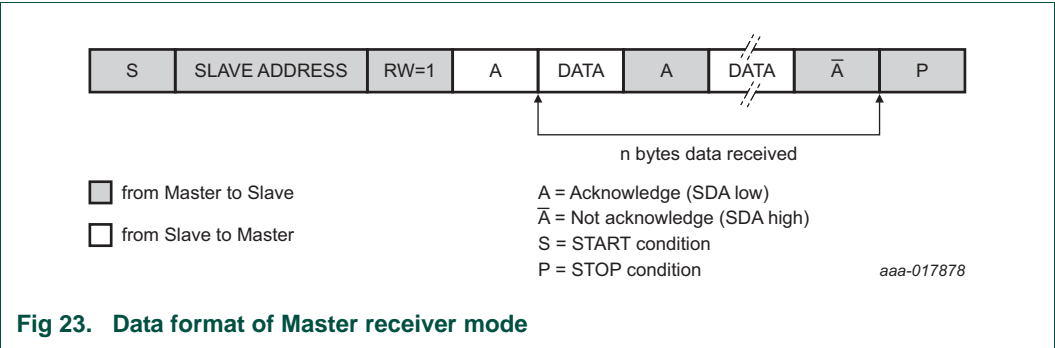 S SLAVE ADDRESS RW=1 A DATA A DATA A̅ P
n bytes data received
from Master to Slave
from Slave to Master
A = Acknowledge (SDA low)
A̅ = Not acknowledge (SDA high)
S = START condition
P = STOP condition
aaa-017878
Fig 23. Data format of Master receiver mode